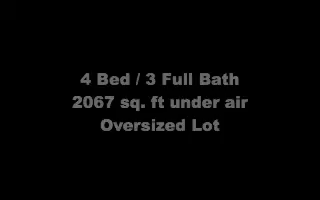 4 Bed / 3 Full Bath
2067 sq. ft under air
Oversized Lot